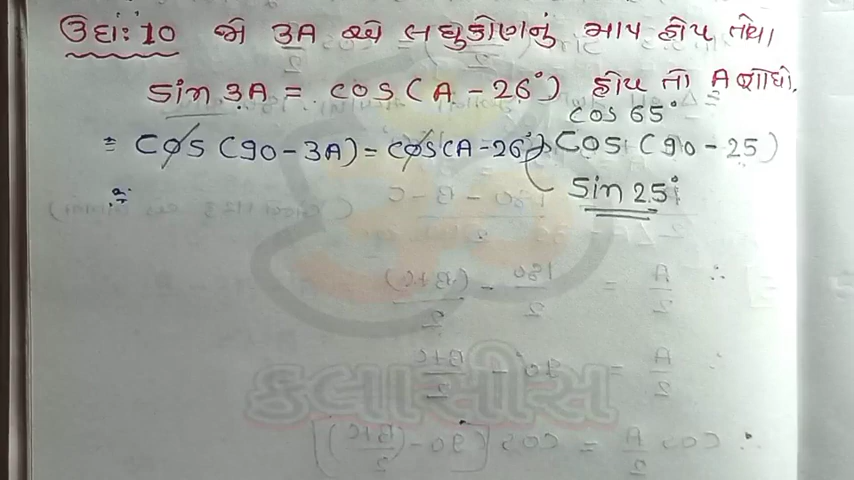 ઉદા: 10 જો 3A એ લઘુકોણનું માપ હોય તથા
sin 3A = cos (A - 26°) હોય તો A શોધો.
cos 65°
= cos (90 - 3A) = cos (A - 26°) cos (90 - 25)
sin 25°
કલાસીસ